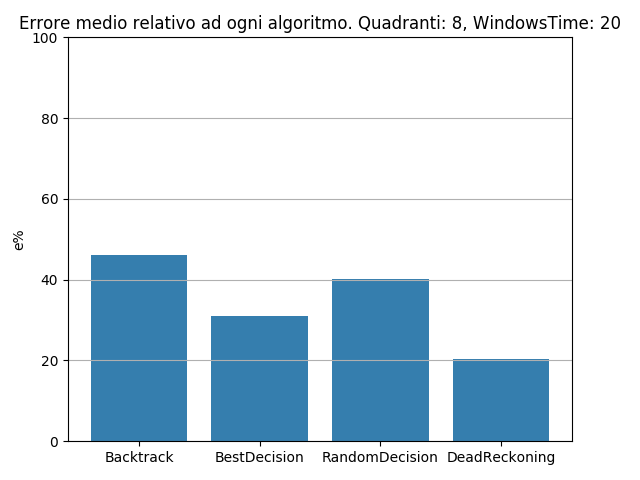 Errore medio relativo ad ogni algoritmo. Quadranti: 8, WindowsTime: 20
100
80
60
40
20
0
e%
Backtrack
BestDecision
RandomDecision
DeadReckoning